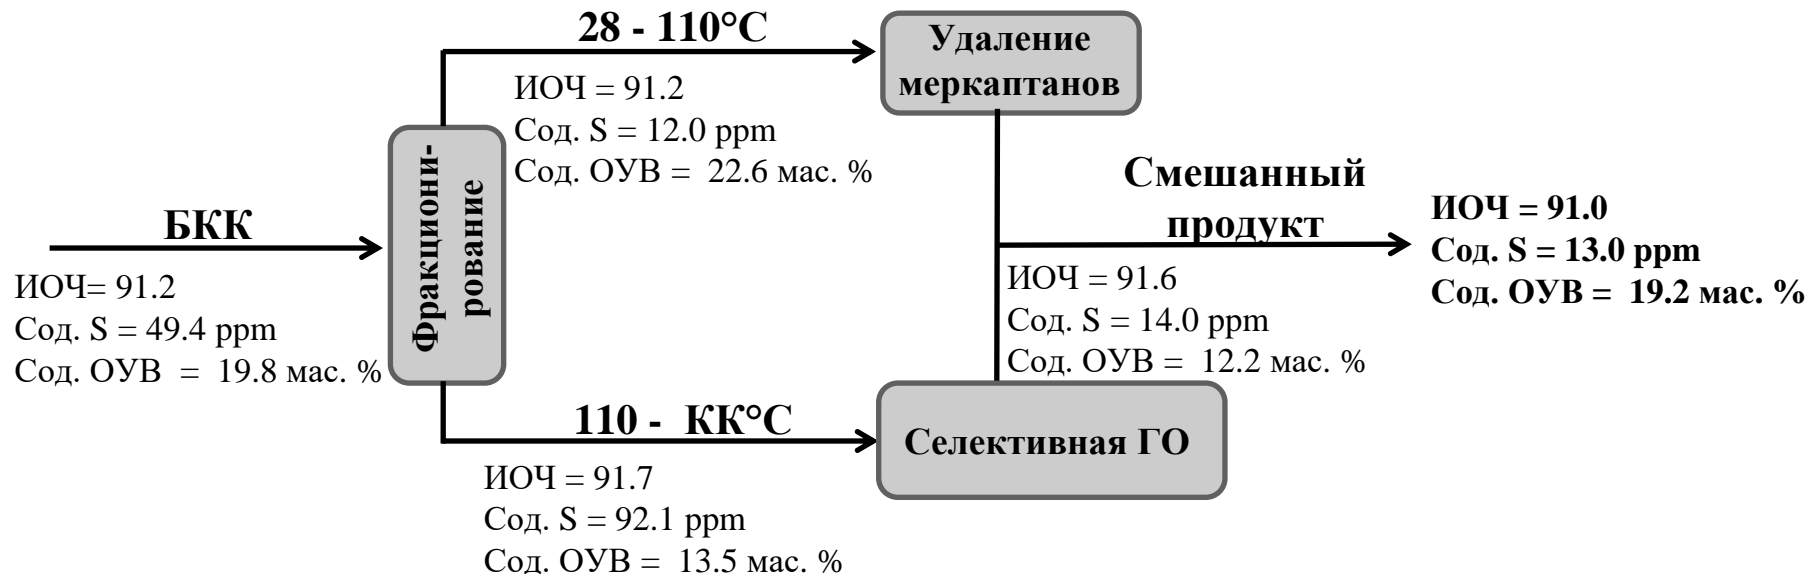 28 - 110°С
Удаление
меркаптанов
ИОЧ = 91.2
Сод. S = 12.0 ppm
Сод. ОУВ = 22.6 мас. %
Фракциони-
рование
БКК
ИОЧ= 91.2
Сод. S = 49.4 ppm
Сод. ОУВ = 19.8 мас. %
Смешанный
продукт
ИОЧ = 91.0
Сод. S = 13.0 ppm
Сод. ОУВ = 19.2 мас. %
ИОЧ = 91.6
Сод. S = 14.0 ppm
Сод. ОУВ = 12.2 мас. %
110 - КК°С
Селективная ГО
ИОЧ = 91.7
Сод. S = 92.1 ppm
Сод. ОУВ = 13.5 мас. %